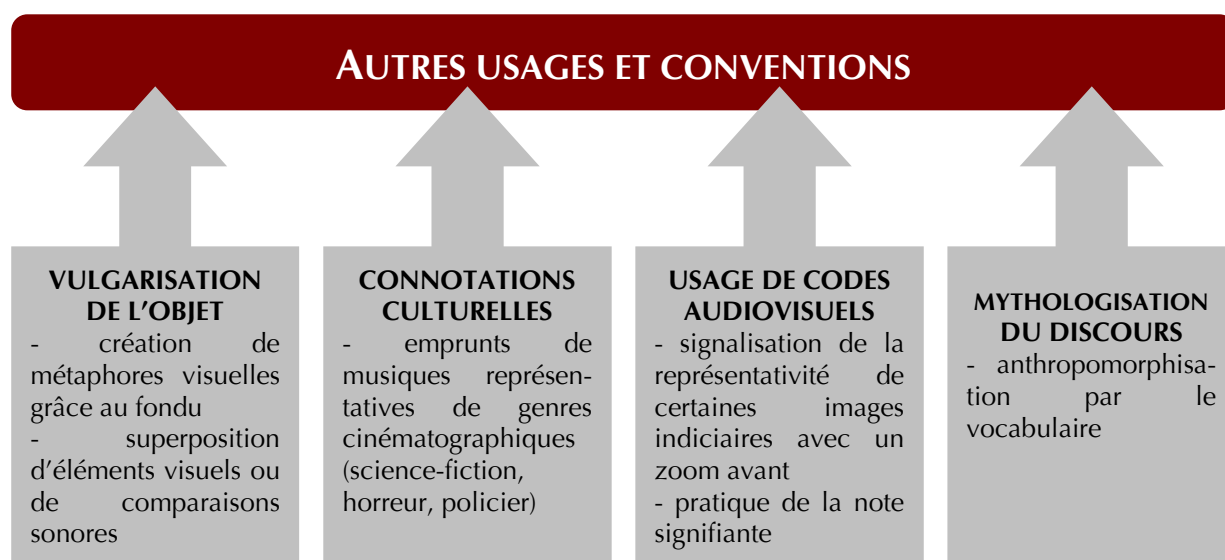 AUTRES USAGES ET CONVENTIONS
VULGARISATION
DE L’OBJET
- création de
métaphores visuelles
grâce au fondu
- superposition
d’éléments visuels ou
de comparaisons
sonores
CONNOTATIONS
CULTURELLES
- emprunts de
musiques représen-
tatives de genres
cinématographiques
(science-fiction,
horreur, policier)
USAGE DE CODES
AUDIOVISUELS
- signalisation de la
représentativité de
certaines images
indiciaires avec un
zoom avant
- pratique de la note
signifiante
MYTHOLOGISATION
DU DISCOURS
- anthropomorphisa-
tion par le
vocabulaire